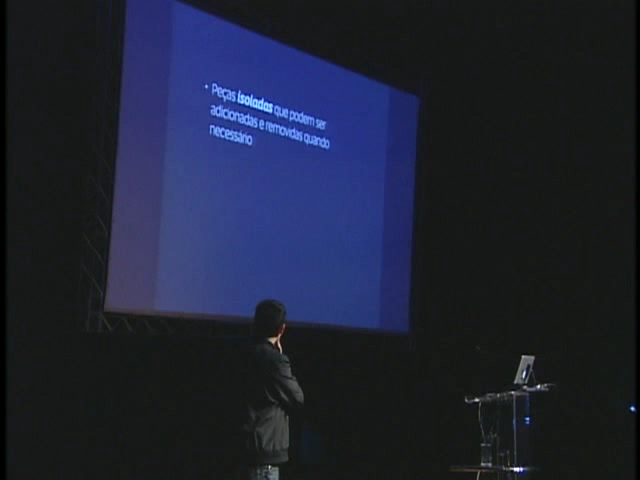 • Peças isoladas que podem ser
adicionadas e removidas quando
necessário